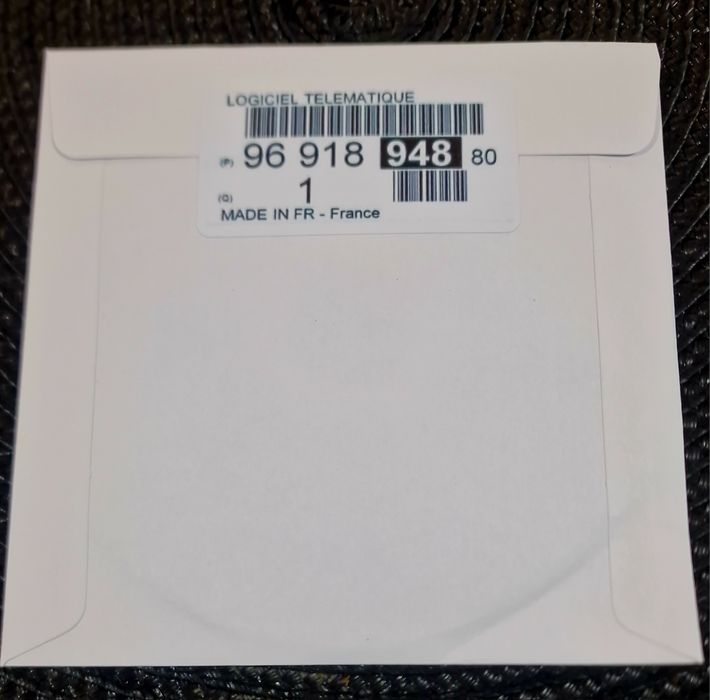 LOGICIEL TELEMATIQUE
(P) 96 918 948 80
(Q) 1
MADE IN FR - France